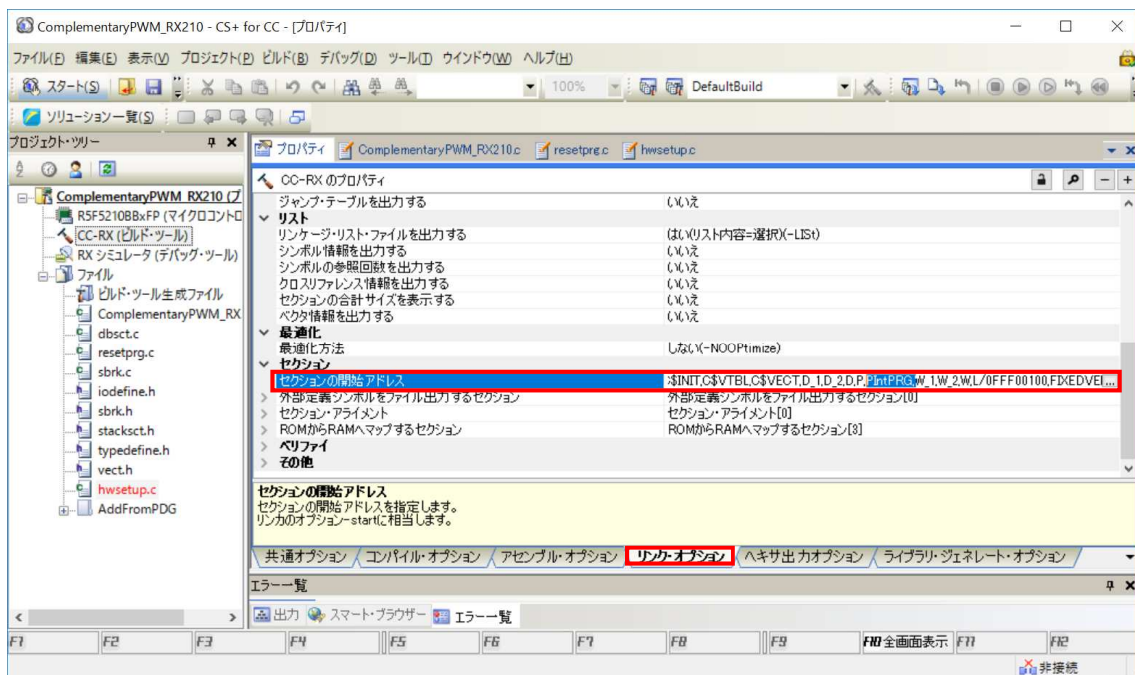 ComplementaryPWM_RX210 - CS+ for CC - [プロパティ]
ファイル(F) 編集(E) 表示(V) プロジェクト(P) ビルド(B) デバッグ(D) ツール(T) ウインドウ(W) ヘルプ(H)
スタート(S) 100% DefaultBuild
ソリューション一覧(S)
プロジェクト・ツリー
プロパティ ComplementaryPWM_RX210.c resetprg.c hwsetup.c
ComplementaryPWM_RX210 (プ
R5F5210BBxFP (マイクロコントロ
CC-RX (ビルド・ツール)
RX シミュレータ (デバッグ・ツール)
ファイル
ビルド・ツール生成ファイル
ComplementaryPWM_RX
dbsct.c
resetprg.c
sbrk.c
iodefine.h
sbrk.h
stacksct.h
typedefine.h
vect.h
hwsetup.c
AddFromPDG
CC-RX のプロパティ
ジャンプ・テーブルを出力する いいえ
リスト
リンケージ・リスト・ファイルを出力する はい(リスト内容=選択)(-LISt)
シンボル情報を出力する いいえ
シンボルの参照回数を出力する いいえ
クロスリファレンス情報を出力する いいえ
セクションの合計サイズを表示する いいえ
ベクタ情報を出力する いいえ
最適化
最適化方法 しない(-NOOPtimize)
セクション
セクションの開始アドレス $INIT,C$VTBL,C$VECT,D_1,D_2,D,P,PIntPRG,W_1,W_2,W,L/0FFF00100,FIXEDVE...
外部定義シンボルをファイル出力するセクション 外部定義シンボルをファイル出力するセクション[0]
セクション・アライメント セクション・アライメント[0]
ROMからRAMへマップするセクション ROMからRAMへマップするセクション[3]
ベリファイ
その他
セクションの開始アドレス
セクションの開始アドレスを指定します。
リンカのオプション-startに相当します。
共通オプション コンパイル・オプション アセンブル・オプション リンク・オプション ヘキサ出力オプション ライブラリ・ジェネレート・オプション
エラー一覧
出力 スマート・ブラウザー エラー一覧
F1 F2 F3 F4 F5 F6 F7 F8 F9 F10 全画面表示 F11 F12
非接続